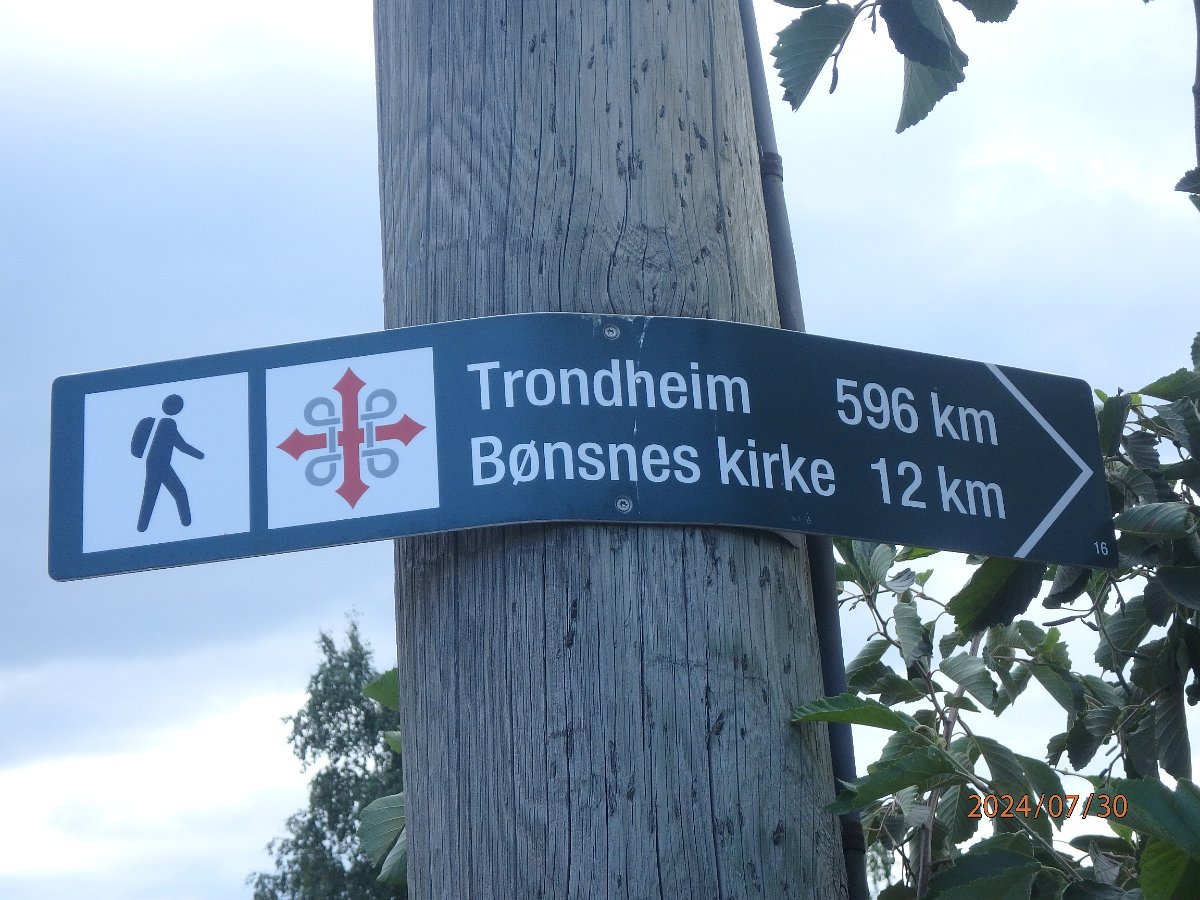 Trondheim 596 km
Bønsnes kirke 12 km
16
2024/07/30